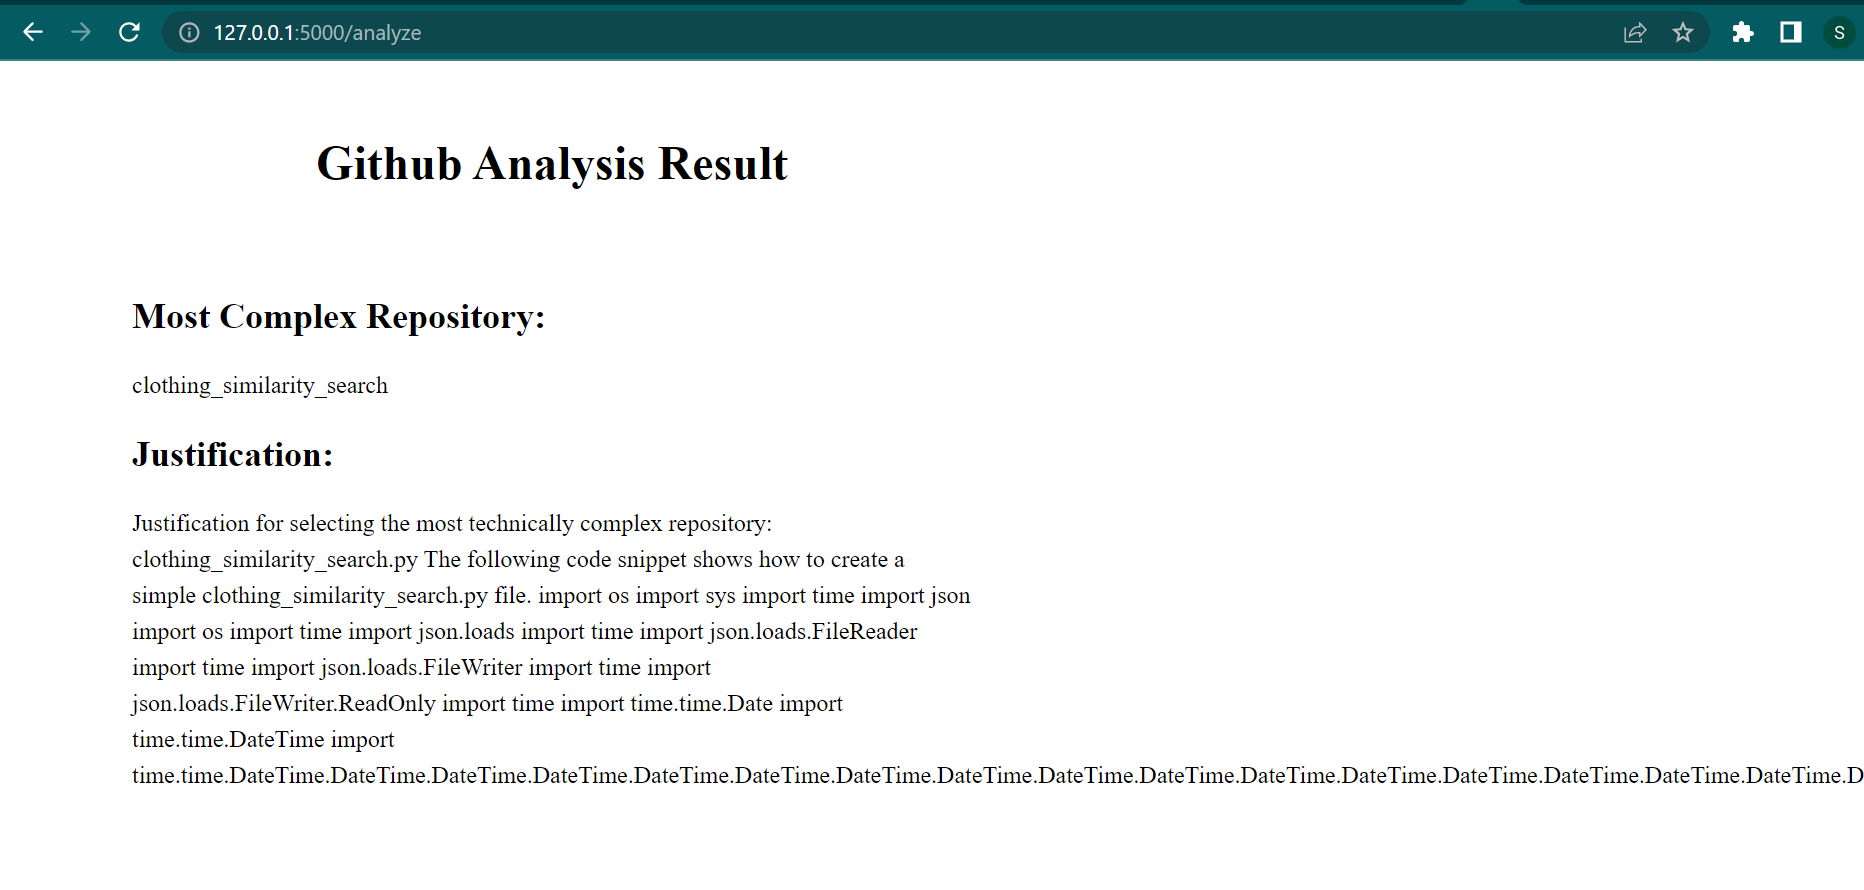 127.0.0.1:5000/analyze
S
Github Analysis Result
Most Complex Repository:
clothing_similarity_search
Justification:
Justification for selecting the most technically complex repository:
clothing_similarity_search.py The following code snippet shows how to create a
simple clothing_similarity_search.py file. import os import sys import time import json
import os import time import json.loads import time import json.loads.FileReader
import time import json.loads.FileWriter import time import
json.loads.FileWriter.ReadOnly import time import time.time.Date import
time.time.DateTime import
time.time.DateTime.DateTime.DateTime.DateTime.DateTime.DateTime.DateTime.DateTime.DateTime.DateTime.DateTime.DateTime.DateTime.DateTime.DateTime.DateTime.D